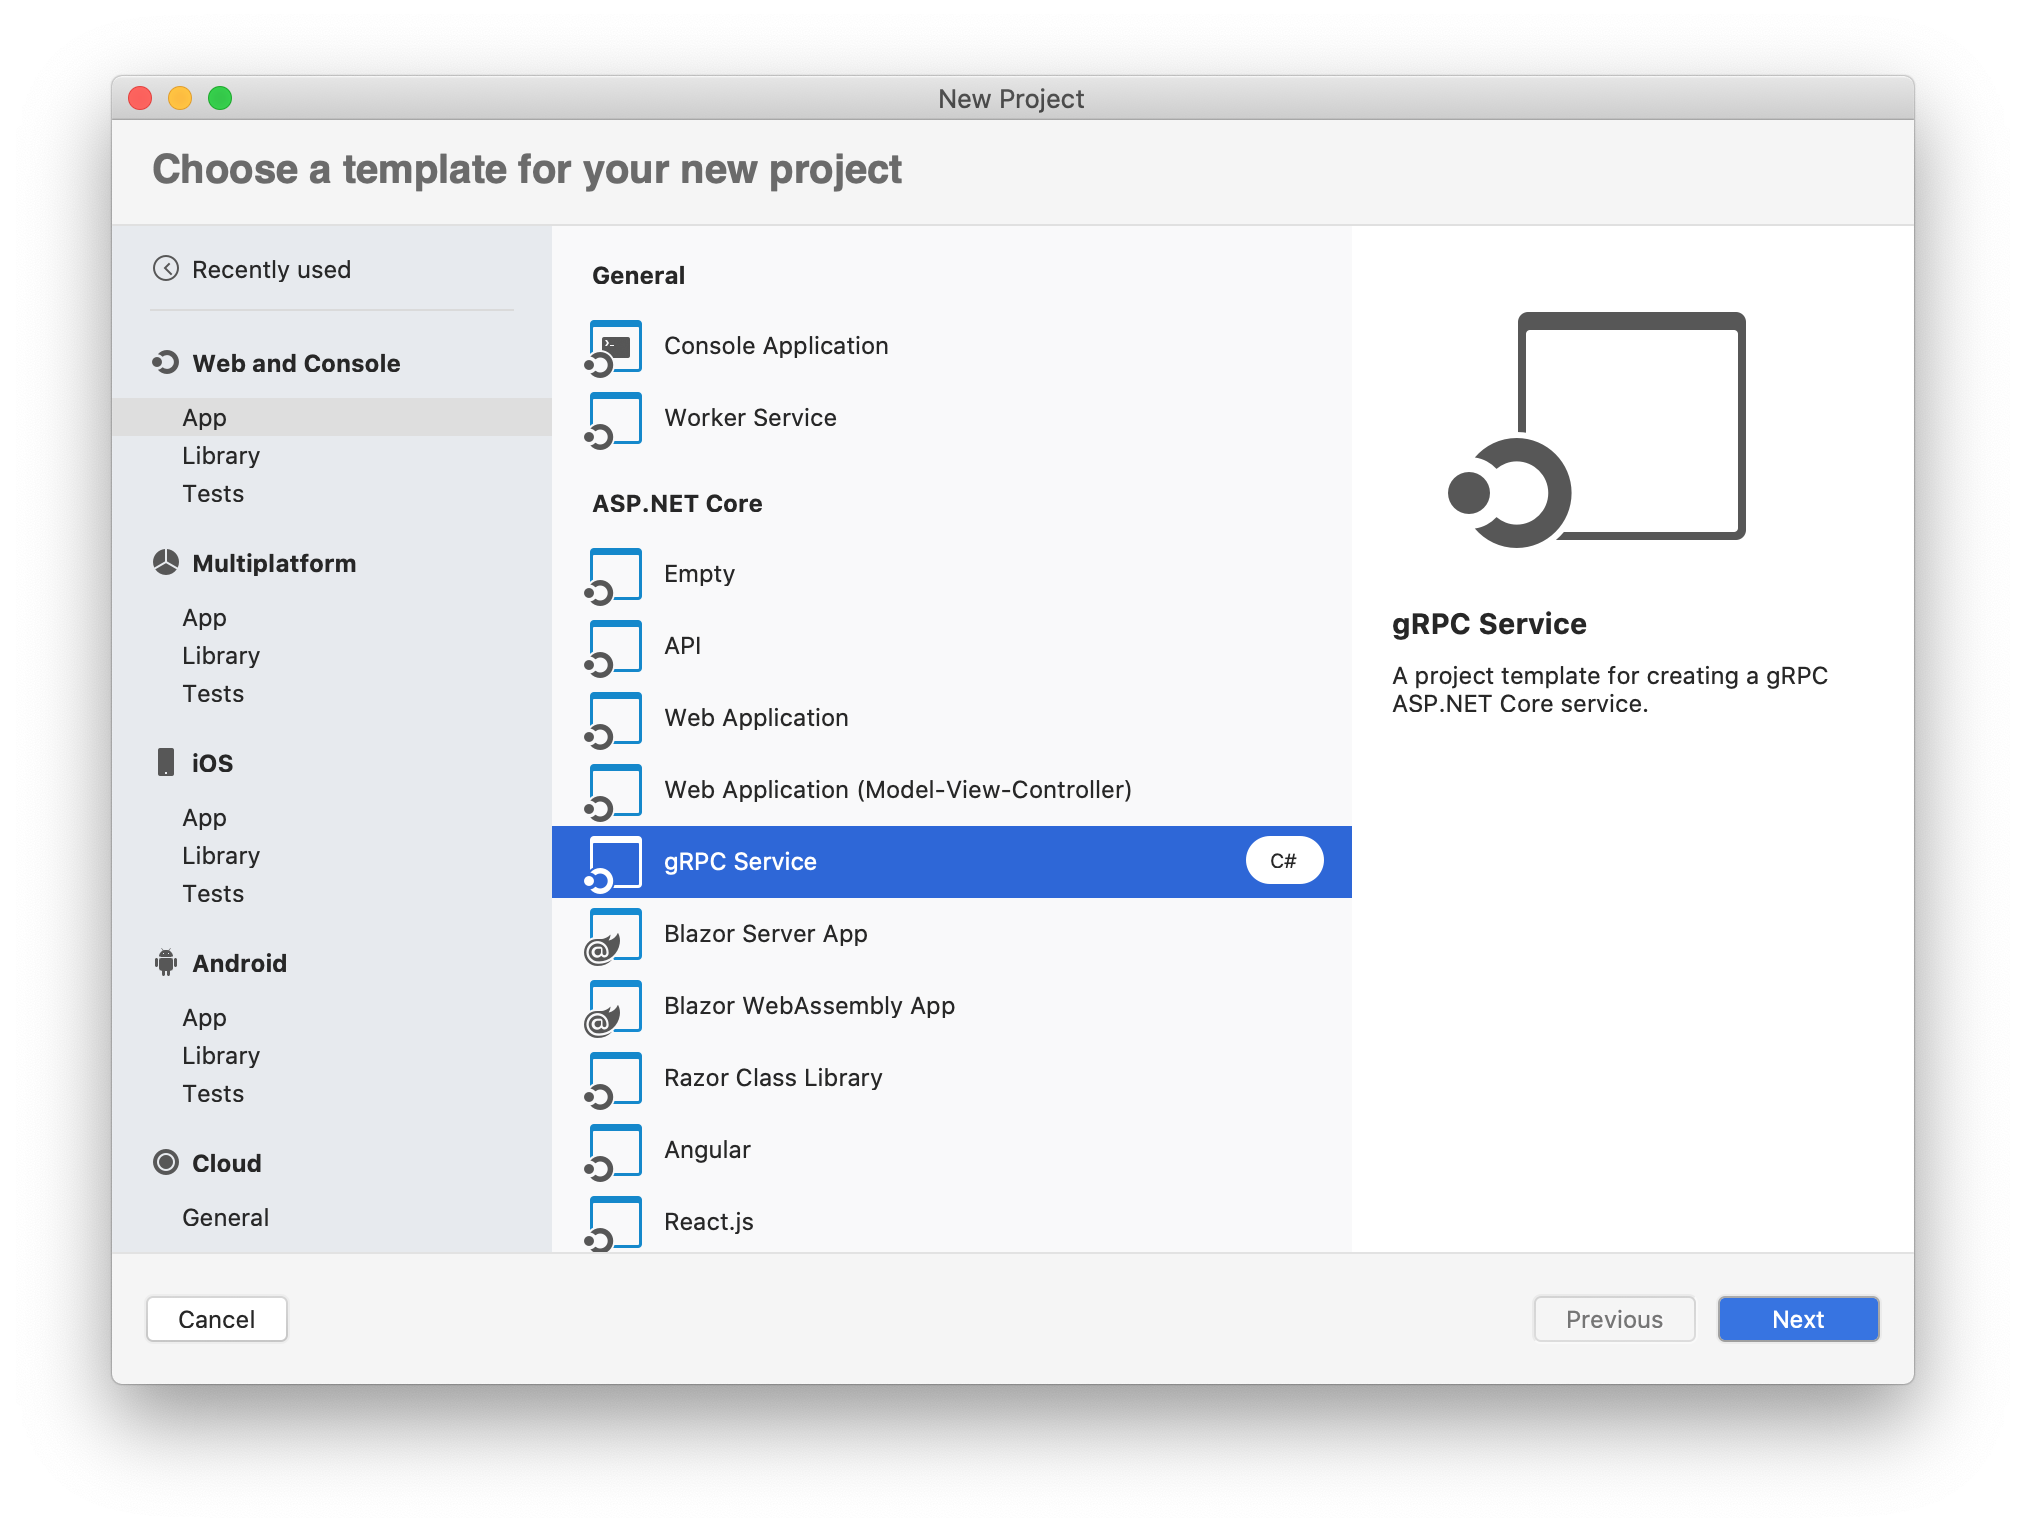 New Project
Choose a template for your new project
Recently used
Web and Console
App
Library
Tests
Multiplatform
App
Library
Tests
iOS
App
Library
Tests
Android
App
Library
Tests
Cloud
General
General
Console Application
Worker Service
ASP.NET Core
Empty
API
Web Application
Web Application (Model-View-Controller)
gRPC Service C#
Blazor Server App
Blazor WebAssembly App
Razor Class Library
Angular
React.js
gRPC Service
A project template for creating a gRPC
ASP.NET Core service.
Cancel
Previous
Next